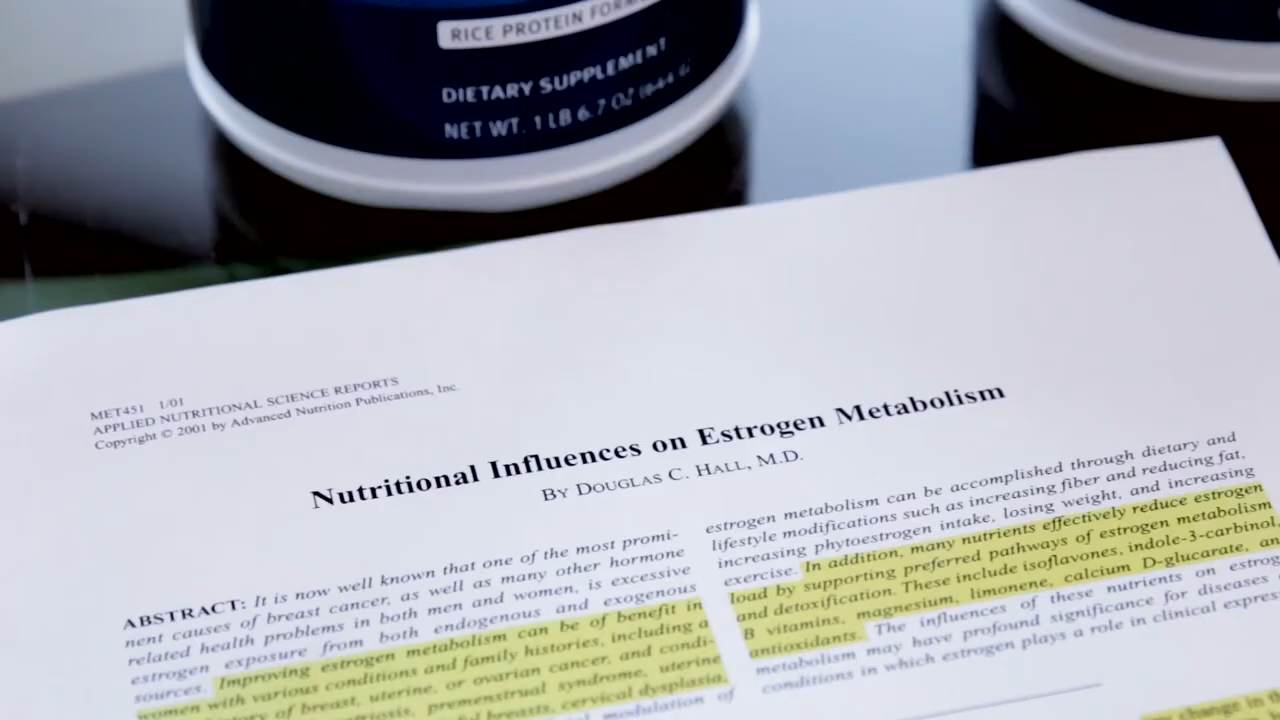 RICE PROTEIN
DIETARY SUPPLEMENT
NET WT. 1 LB 6.7 OZ
MET451 1/01
APPLIED NUTRITIONAL SCIENCE REPORTS
Copyright © 2001 by Advanced Nutrition Publications, Inc.
Nutritional Influences on Estrogen Metabolism
BY DOUGLAS C. HALL, M.D.
ABSTRACT: It is now well known that one of the most promi-
nent causes of breast cancer, as well as many other hormone
related health problems in both men and women, is excessive
estrogen exposure from both endogenous and exogenous
sources. Improving estrogen metabolism can be of benefit in
women with various conditions and family histories, including a
history of breast, uterine, or ovarian cancer, and condi-
premenstrual syndrome, uterine
breasts, cervical dysplasia,
modulation of
estrogen metabolism can be accomplished through dietary and
lifestyle modifications such as increasing fiber and reducing fat,
increasing phytoestrogen intake, losing weight, and increasing
exercise. In addition, many nutrients effectively reduce estrogen
load by supporting preferred pathways of estrogen metabolism
and detoxification. These include isoflavones, indole-3-carbinol,
B vitamins, magnesium, limonene, calcium D-glucarate, and
antioxidants. The influences of these nutrients on
metabolism may have profound significance for diseases
conditions in which estrogen plays a role in clinical
change in